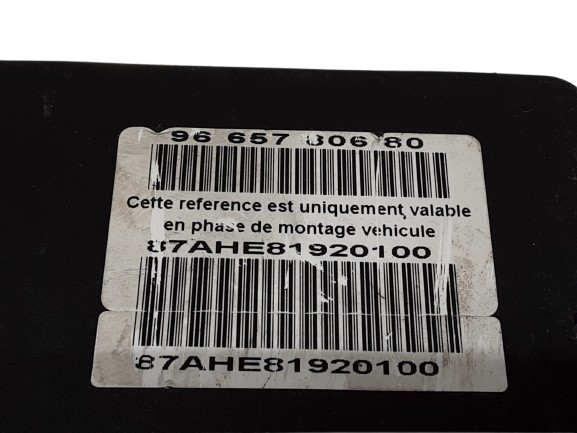 96 657 806 80
Cette reference est uniquement valable
en phase de montage vehicule
87AHE81920100
87AHE81920100